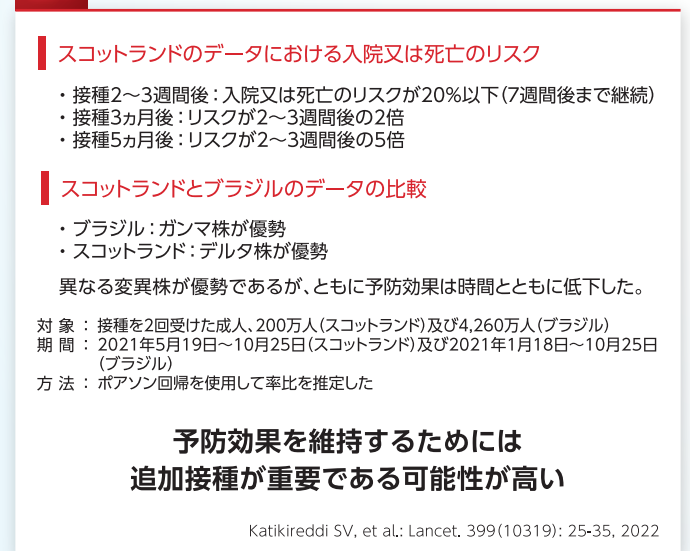 スコットランドのデータにおける入院又は死亡のリスク
・接種2〜3週間後：入院又は死亡のリスクが20%以下（7週間後まで継続）
・接種3ヵ月後：リスクが2〜3週間後の2倍
・接種5ヵ月後：リスクが2〜3週間後の5倍
スコットランドとブラジルのデータの比較
・ブラジル：ガンマ株が優勢
・スコットランド：デルタ株が優勢
異なる変異株が優勢であるが、ともに予防効果は時間とともに低下した。
対象：接種を2回受けた成人、200万人（スコットランド）及び4,260万人（ブラジル）
期間：2021年5月19日〜10月25日（スコットランド）及び2021年1月18日〜10月25日
（ブラジル）
方法：ポアソン回帰を使用して率比を推定した
予防効果を維持するためには
追加接種が重要である可能性が高い
Katikireddi SV, et al.: Lancet. 399(10319): 25-35, 2022